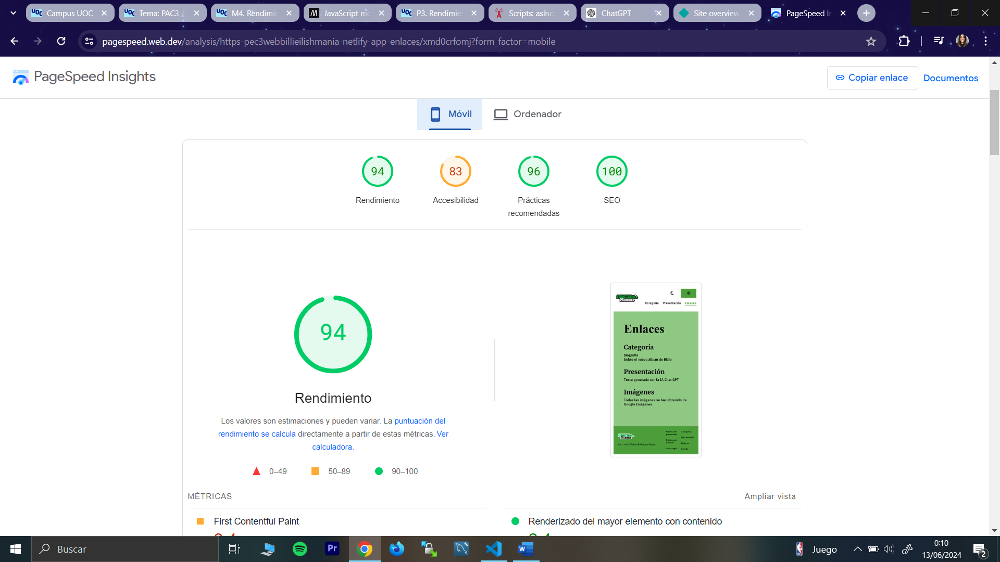 Campus UOC
Tema: PAC3 /
M4. Rendimie
JavaScript mo
P3. Rendimie
Scripts: asínc
ChatGPT
Site overview
PageSpeed In
pagespeed.web.dev/analysis/https-pec3webbillieilishmania-netlify-app-enlaces/xmd0crfomj?form_factor=mobile
PageSpeed Insights
Copiar enlace
Documentos
Móvil
Ordenador
94
83
96
100
Rendimiento
Accesibilidad
Prácticas
recomendadas
SEO
94
Rendimiento
Los valores son estimaciones y pueden variar. La puntuación del
rendimiento se calcula directamente a partir de estas métricas. Ver
calculadora.
0–49
50–89
90–100
Categoría
Presentación
Enlaces
Enlaces
Categoría
Biografía
Sobre el nuevo álbum de Billie
Presentación
Texto generado con la IA Chat GPT
Imágenes
Todas las imágenes se han obtenido de
Google Imágenes
MÉTRICAS
Ampliar vista
First Contentful Paint
Renderizado del mayor elemento con contenido
Buscar
Pr
Juego
0:10
13/06/2024
2